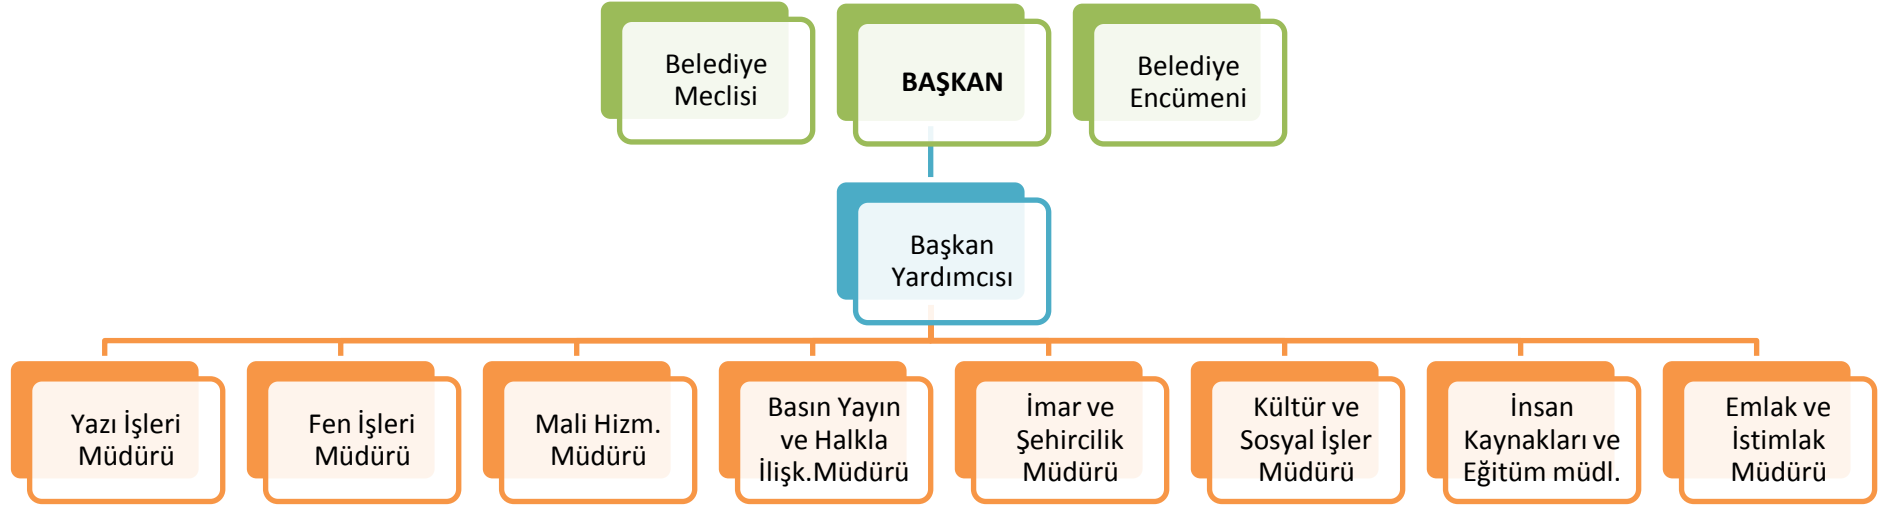 Belediye
Meclisi
BAŞKAN
Belediye
Encümeni
Başkan
Yardımcısı
Yazı İşleri
Müdürü
Fen İşleri
Müdürü
Mali Hizm.
Müdürü
Basın Yayın
ve Halkla
İlişk.Müdürü
İmar ve
Şehircilik
Müdürü
Kültür ve
Sosyal İşler
Müdürü
İnsan
Kaynakları ve
Eğitüm müdl.
Emlak ve
İstimlak
Müdürü